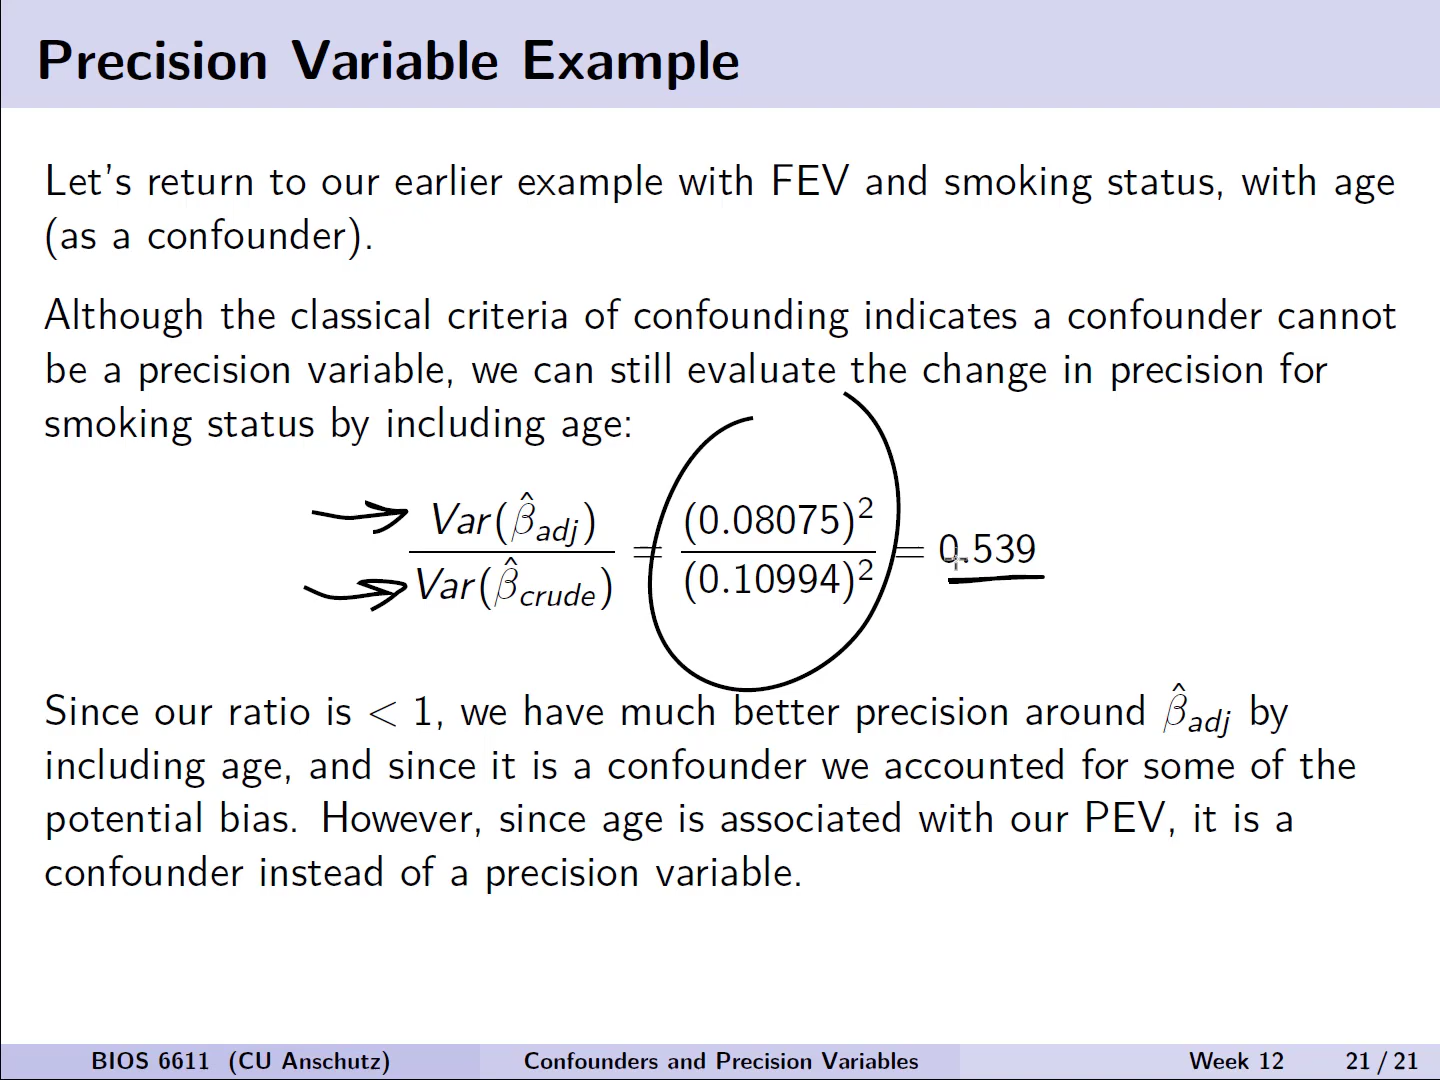 Precision Variable Example
Let's return to our earlier example with FEV and smoking status, with age
(as a confounder).
Although the classical criteria of confounding indicates a confounder cannot
be a precision variable, we can still evaluate the change in precision for
smoking status by including age:
Var(β̂_adj) / Var(β̂_crude) = (0.08075)² / (0.10994)² = 0.539
Since our ratio is < 1, we have much better precision around β̂_adj by
including age, and since it is a confounder we accounted for some of the
potential bias. However, since age is associated with our PEV, it is a
confounder instead of a precision variable.
BIOS 6611 (CU Anschutz) Confounders and Precision Variables Week 12 21 / 21